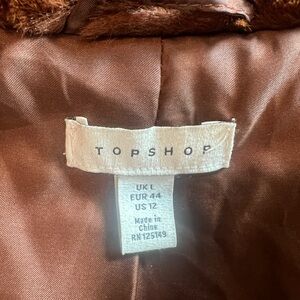 TOPSHOP
UK L
EUR 44
US 12
Made in
China
RN 125149